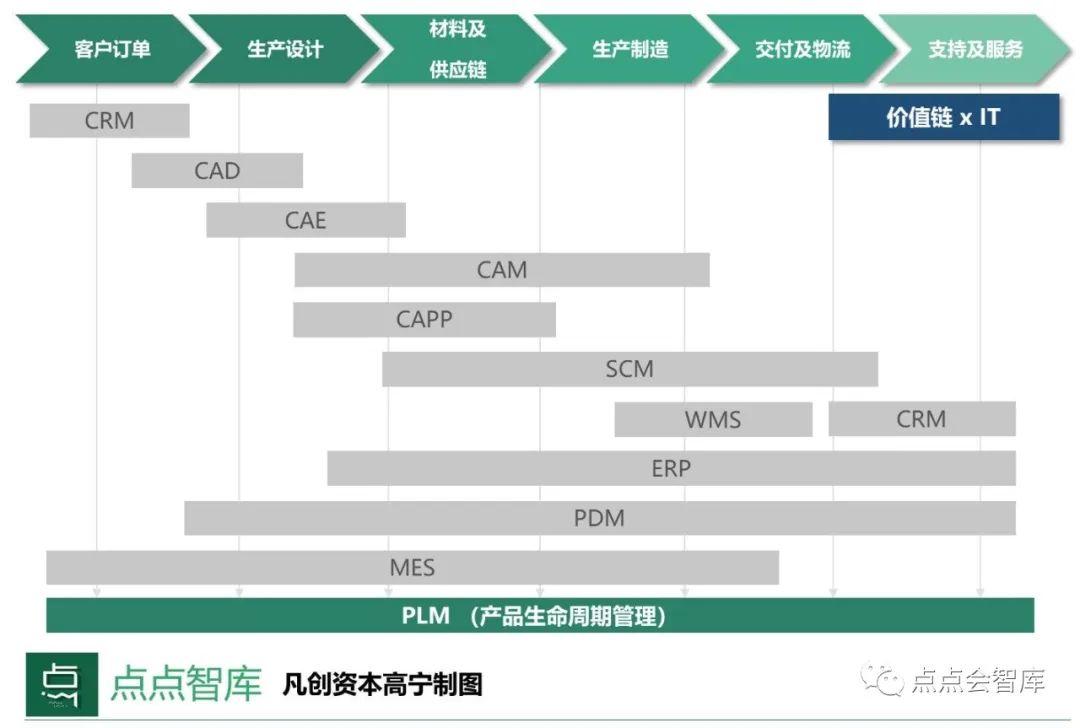 客户订单
生产设计
材料及
供应链
生产制造
交付及物流
支持及服务
价值链 x IT
CRM
CAD
CAE
CAM
CAPP
SCM
WMS
CRM
ERP
PDM
MES
PLM （产品生命周期管理）
点点智库
凡创资本高宁制图
点点会智库